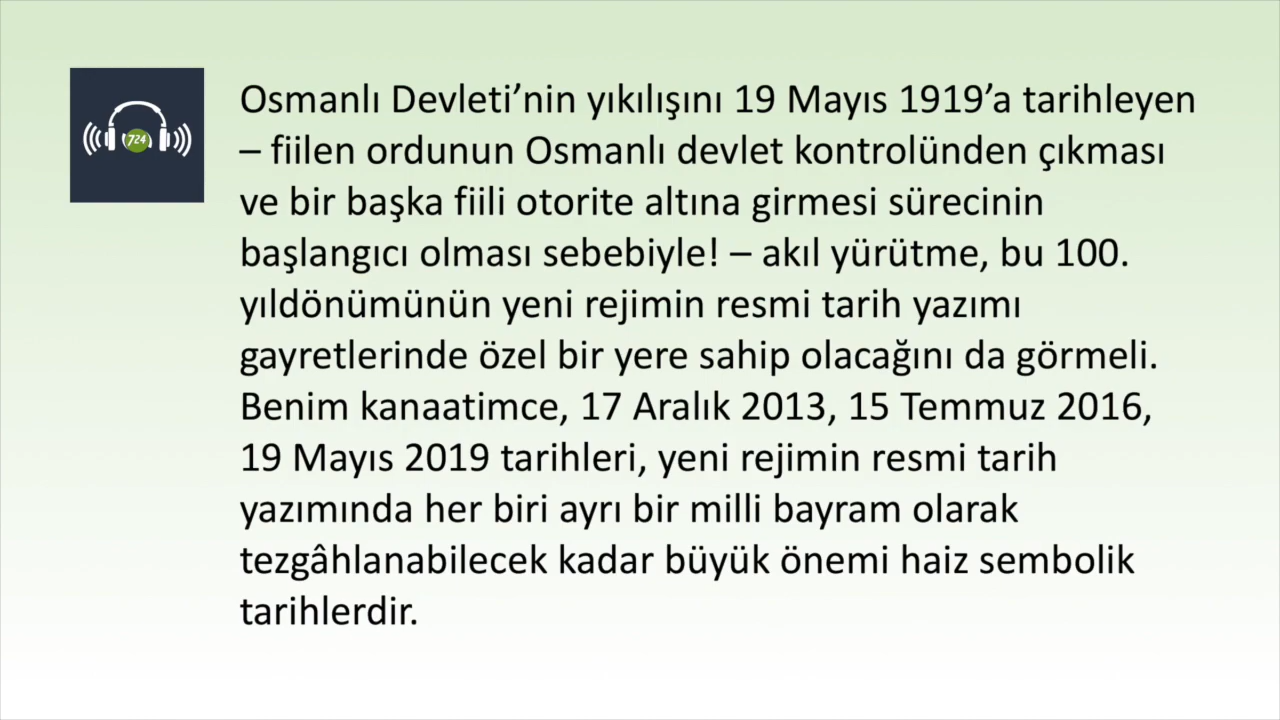 724
Osmanlı Devleti’nin yıkılışını 19 Mayıs 1919’a tarihleyen
– fiilen ordunun Osmanlı devlet kontrolünden çıkması
ve bir başka fiili otorite altına girmesi sürecinin
başlangıcı olması sebebiyle! – akıl yürütme, bu 100.
yıldönümünün yeni rejimin resmi tarih yazımı
gayretlerinde özel bir yere sahip olacağını da görmeli.
Benim kanaatimce, 17 Aralık 2013, 15 Temmuz 2016,
19 Mayıs 2019 tarihleri, yeni rejimin resmi tarih
yazımında her biri ayrı bir milli bayram olarak
tezgâhlanabilecek kadar büyük önemi haiz sembolik
tarihlerdir.